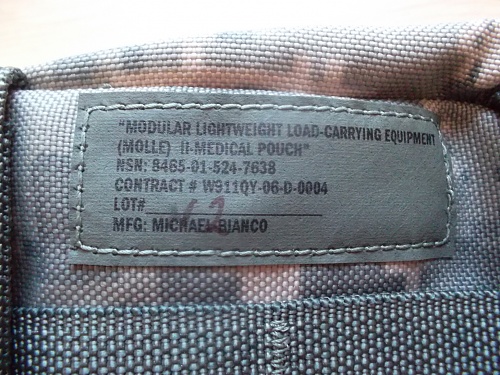 "MODULAR LIGHTWEIGHT LOAD-CARRYING EQUIPMENT
(MOLLE) II-MEDICAL POUCH"
NSN: 8465-01-524-7638
CONTRACT # W911QY-06-D-0004
LOT#
MFG: MICHAEL BIANCO